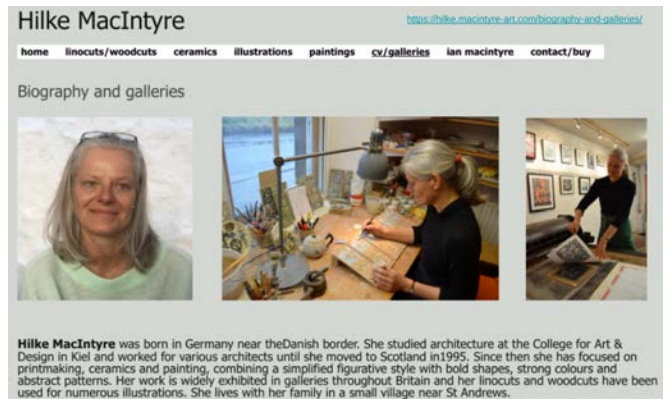 Hilke MacIntyre
https://hilke.macintyre-art.com/biography-and-galleries/
home linocuts/woodcuts ceramics illustrations paintings cv/galleries ian macintyre contact/buy
Biography and galleries
Hilke MacIntyre was born in Germany near theDanish border. She studied architecture at the College for Art &
Design in Kiel and worked for various architects until she moved to Scotland in1995. Since then she has focused on
printmaking, ceramics and painting, combining a simplified figurative style with bold shapes, strong colours and
abstract patterns. Her work is widely exhibited in galleries throughout Britain and her linocuts and woodcuts have been
used for numerous illustrations. She lives with her family in a small village near St Andrews.